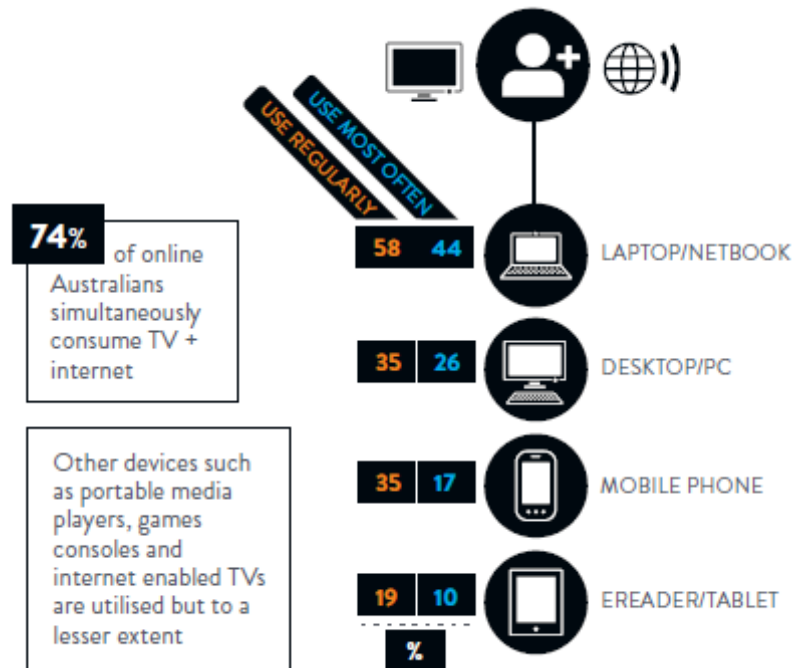 USE REGULARLY
USE MOST OFTEN
58 44
LAPTOP/NETBOOK
74% of online
Australians
simultaneously
consume TV +
internet
35 26
DESKTOP/PC
Other devices such
as portable media
players, games
consoles and
internet enabled TVs
are utilised but to a
lesser extent
35 17
MOBILE PHONE
19 10
EREADER/TABLET
%